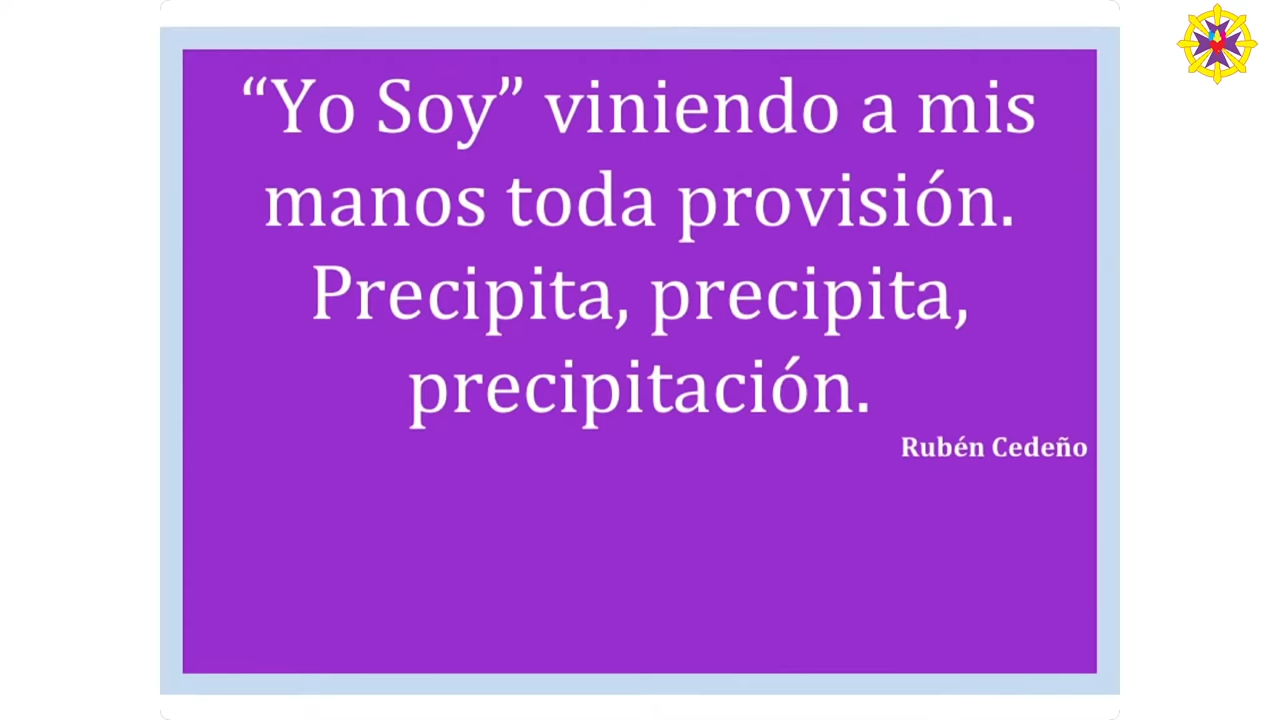 “Yo Soy” viniendo a mis
manos toda provisión.
Precipita, precipita,
precipitación.
Rubén Cedeño